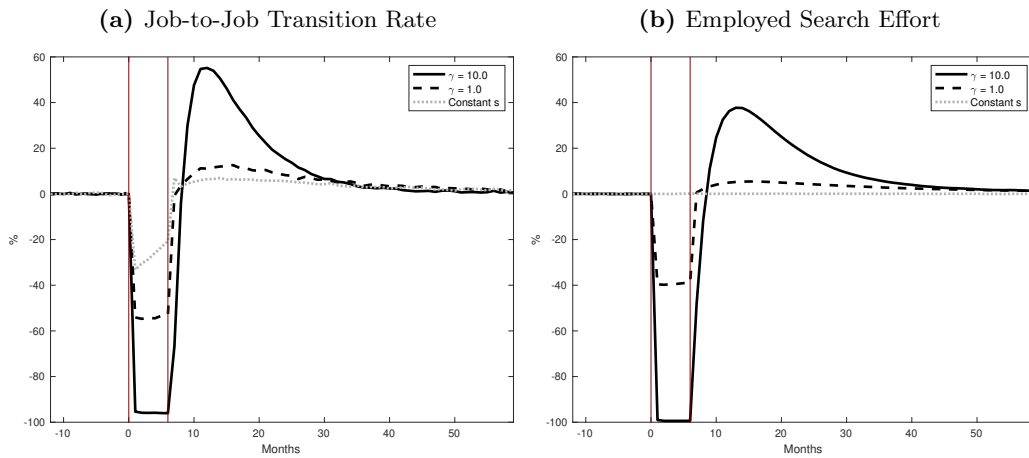 (a) Job-to-Job Transition Rate
60
40
20
0
-20
-40
-60
-80
-100
%
γ = 10.0
γ = 1.0
Constant s
-10 0 10 20 30 40 50
Months
(b) Employed Search Effort
60
40
20
0
-20
-40
-60
-80
-100
%
γ = 10.0
γ = 1.0
Constant s
-10 0 10 20 30 40 50
Months